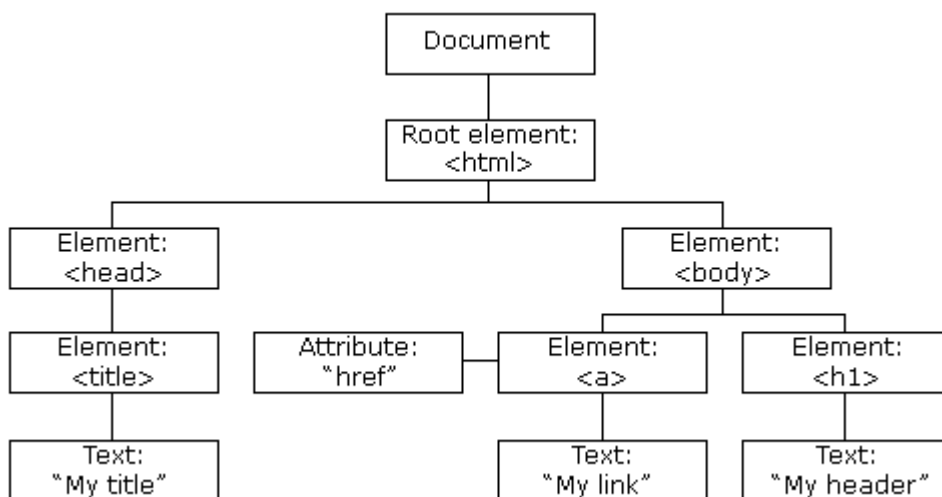 Document
Root element:
<html>
Element:
<head>
Element:
<body>
Element:
<title>
Attribute:
“href”
Element:
<a>
Element:
<h1>
Text:
“My title”
Text:
“My link”
Text:
“My header”